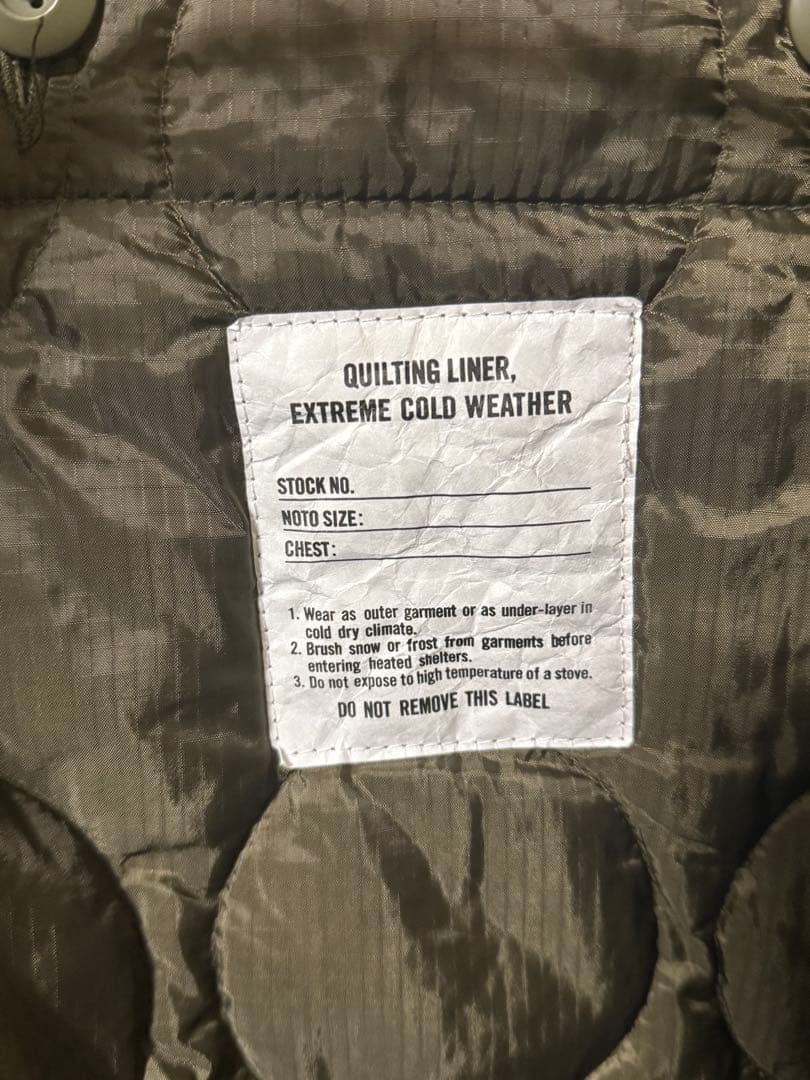 QUILTING LINER,
EXTREME COLD WEATHER
STOCK NO.
NOTO SIZE:
CHEST:
1. Wear as outer garment or as under-layer in
cold dry climate.
2. Brush snow or frost from garments before
entering heated shelters.
3. Do not expose to high temperature of a stove.
DO NOT REMOVE THIS LABEL